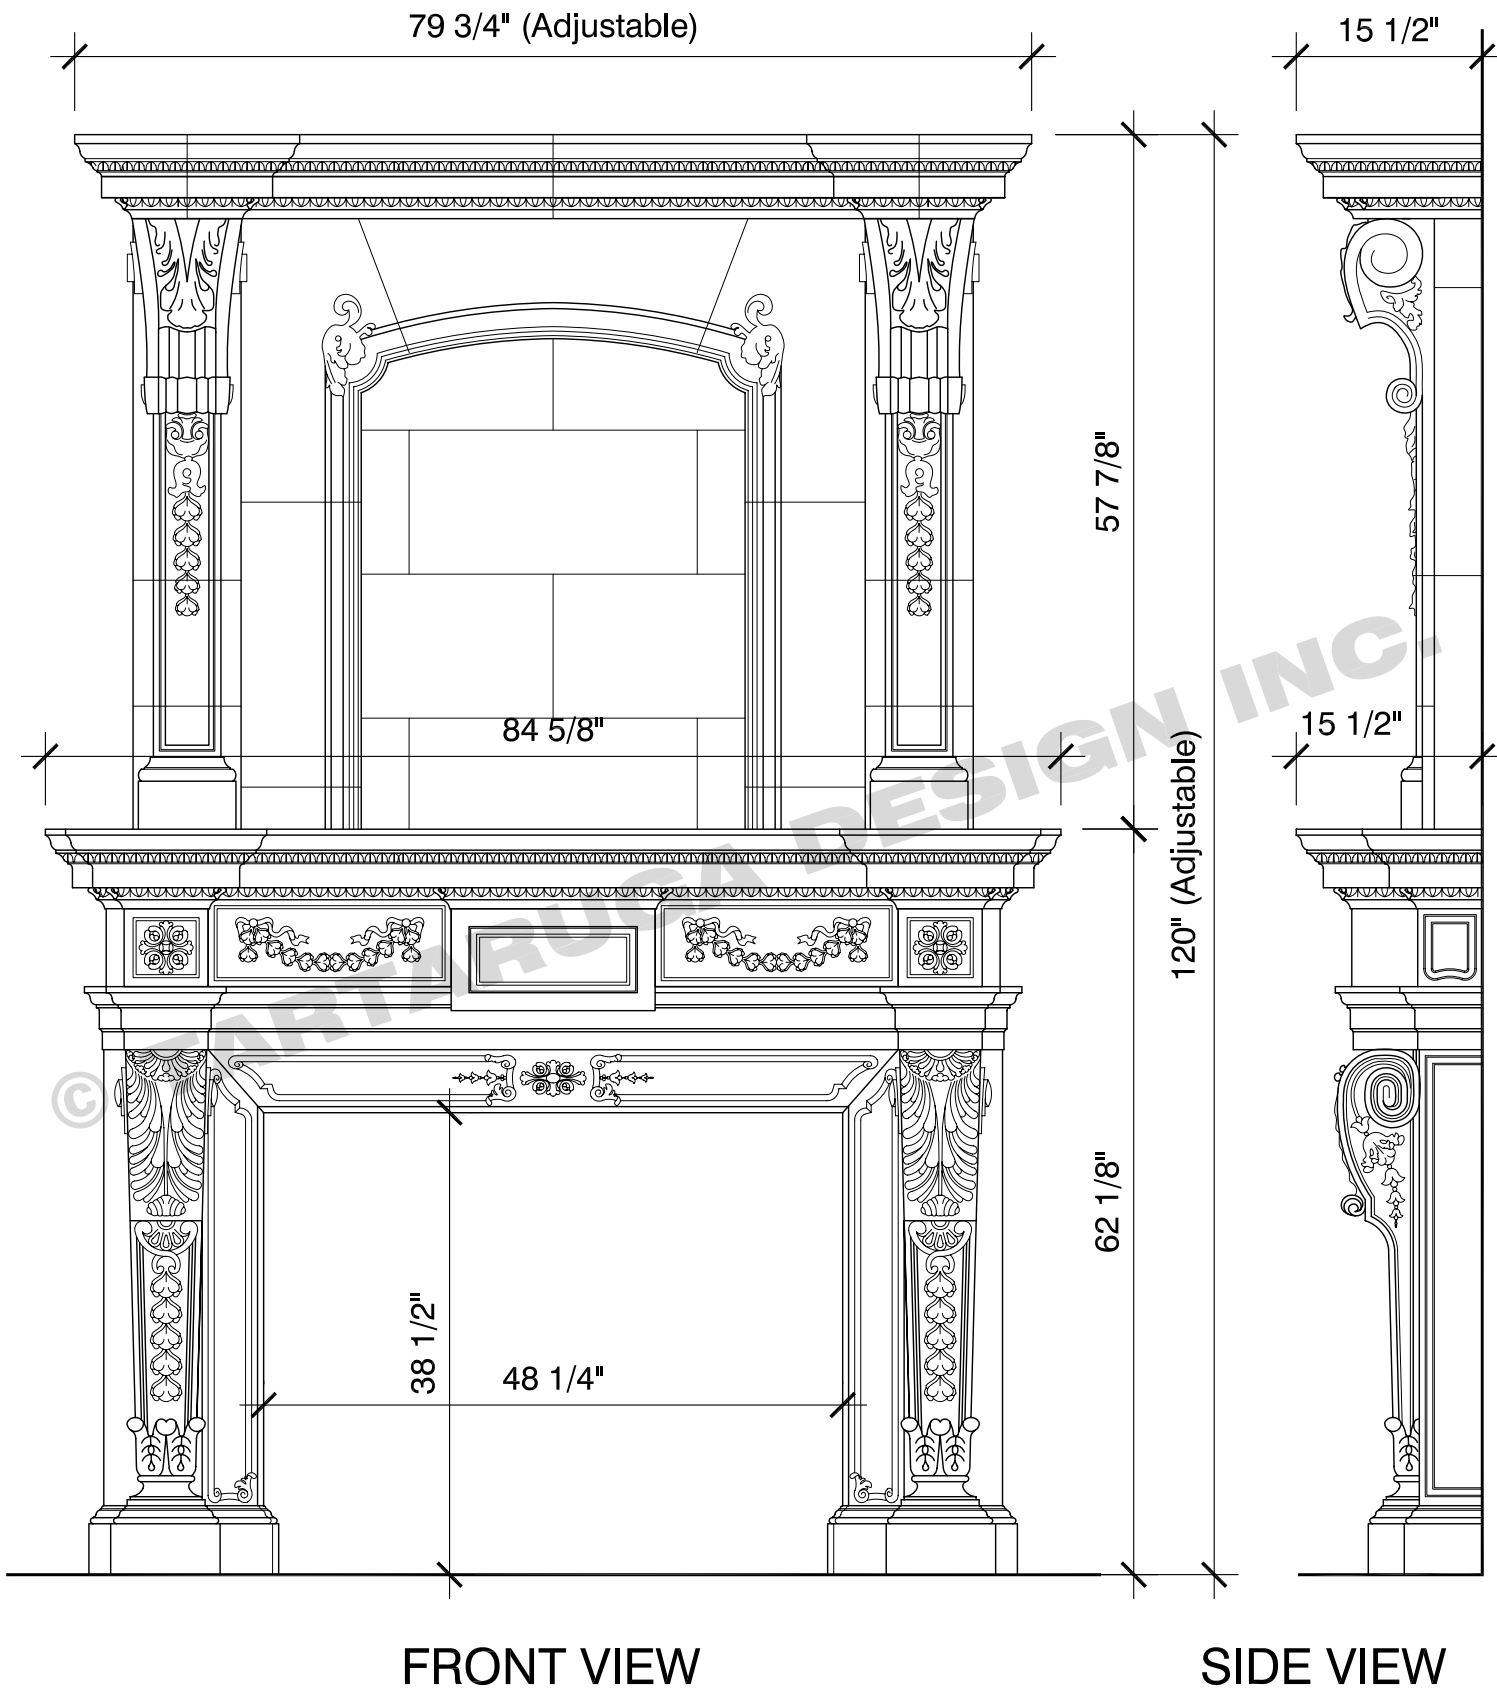 79 3/4" (Adjustable)
15 1/2"
57 7/8"
84 5/8"
15 1/2"
120" (Adjustable)
© TARTARUGA DESIGN INC.
62 1/8"
38 1/2"
48 1/4"
FRONT VIEW
SIDE VIEW